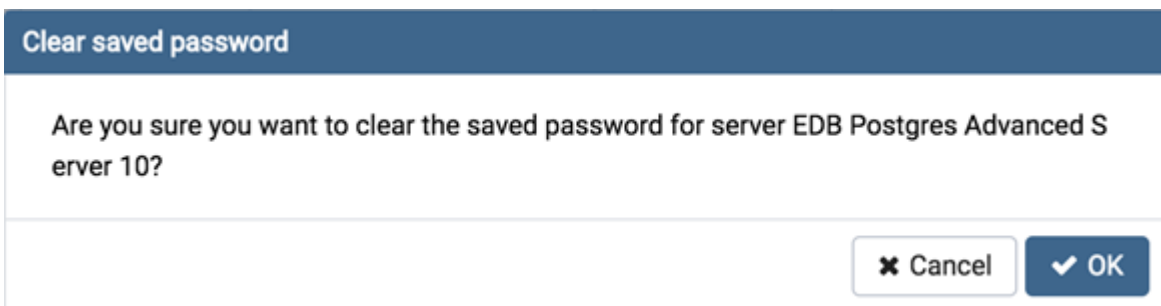 Clear saved password
Are you sure you want to clear the saved password for server EDB Postgres Advanced S
erver 10?
Cancel
OK